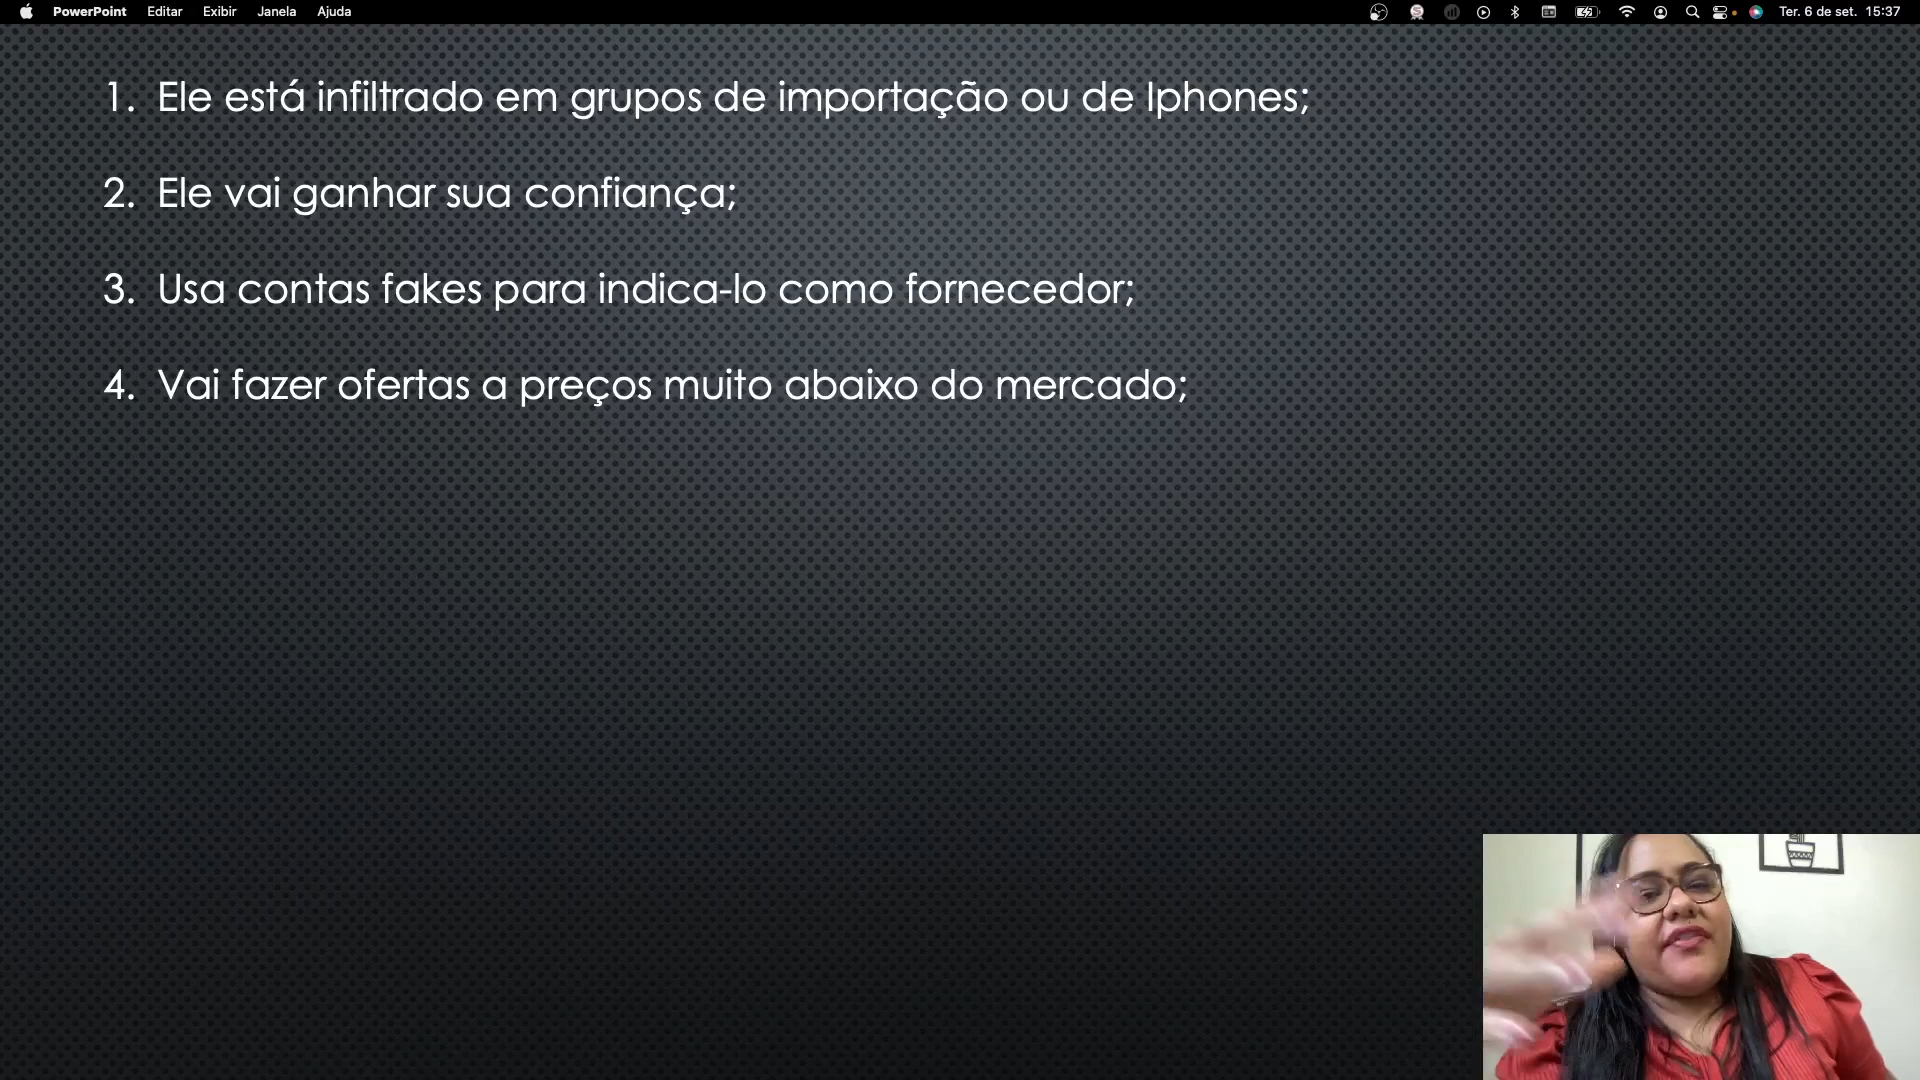 PowerPoint Editar Exibir Janela Ajuda Ter. 6 de set. 15:37
1. Ele está infiltrado em grupos de importação ou de Iphones;
2. Ele vai ganhar sua confiança;
3. Usa contas fakes para indica-lo como fornecedor;
4. Vai fazer ofertas a preços muito abaixo do mercado;